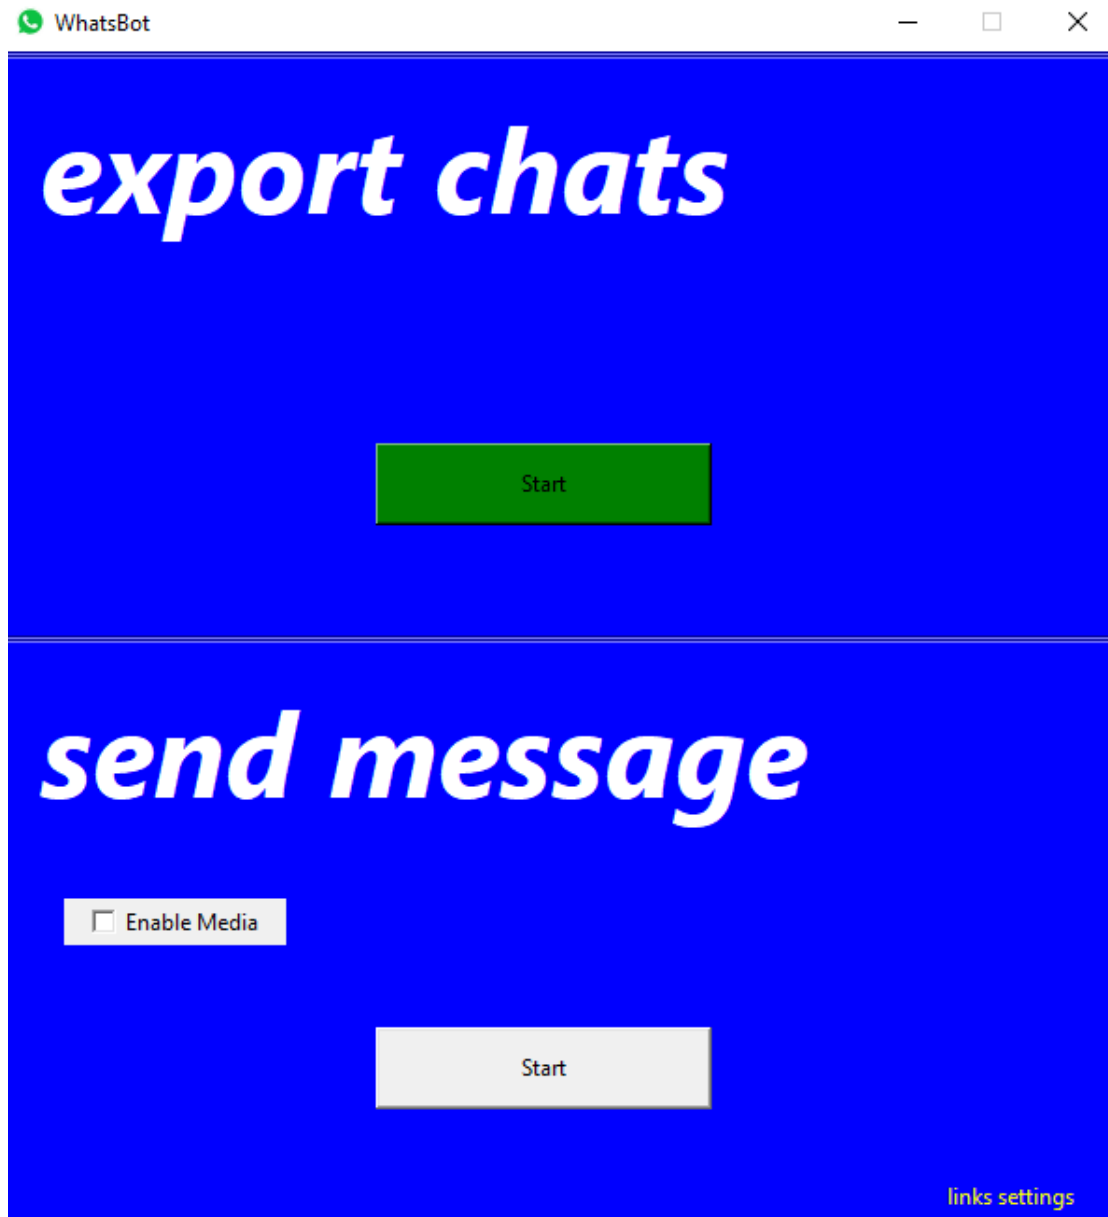 WhatsBot
export chats
Start
send message
Enable Media
Start
links settings